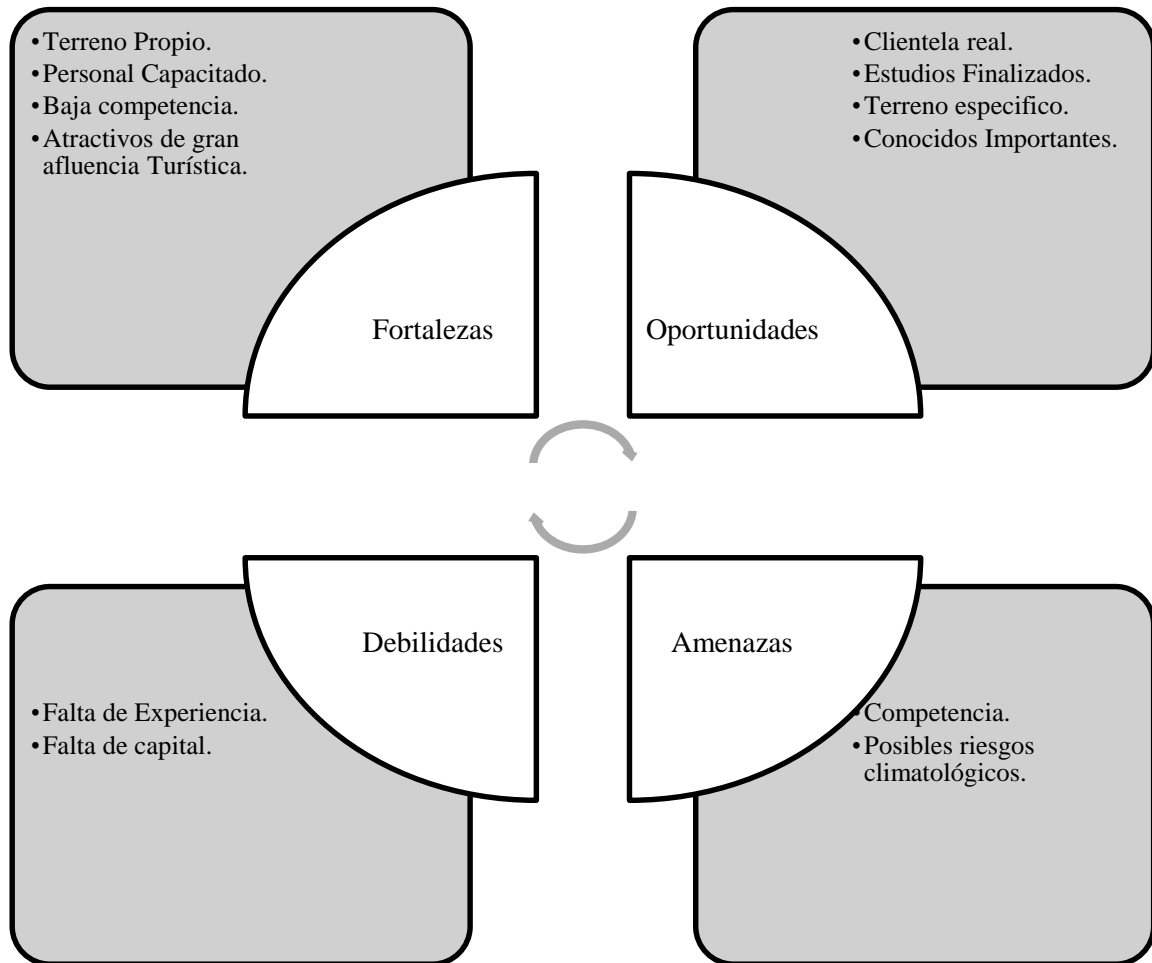 •Terreno Propio.
•Personal Capacitado.
•Baja competencia.
•Atractivos de gran
afluencia Turística.
Fortalezas
•Clientela real.
•Estudios Finalizados.
•Terreno especifico.
•Conocidos Importantes.
Oportunidades
Debilidades
•Falta de Experiencia.
•Falta de capital.
Amenazas
•Competencia.
•Posibles riesgos
climatológicos.